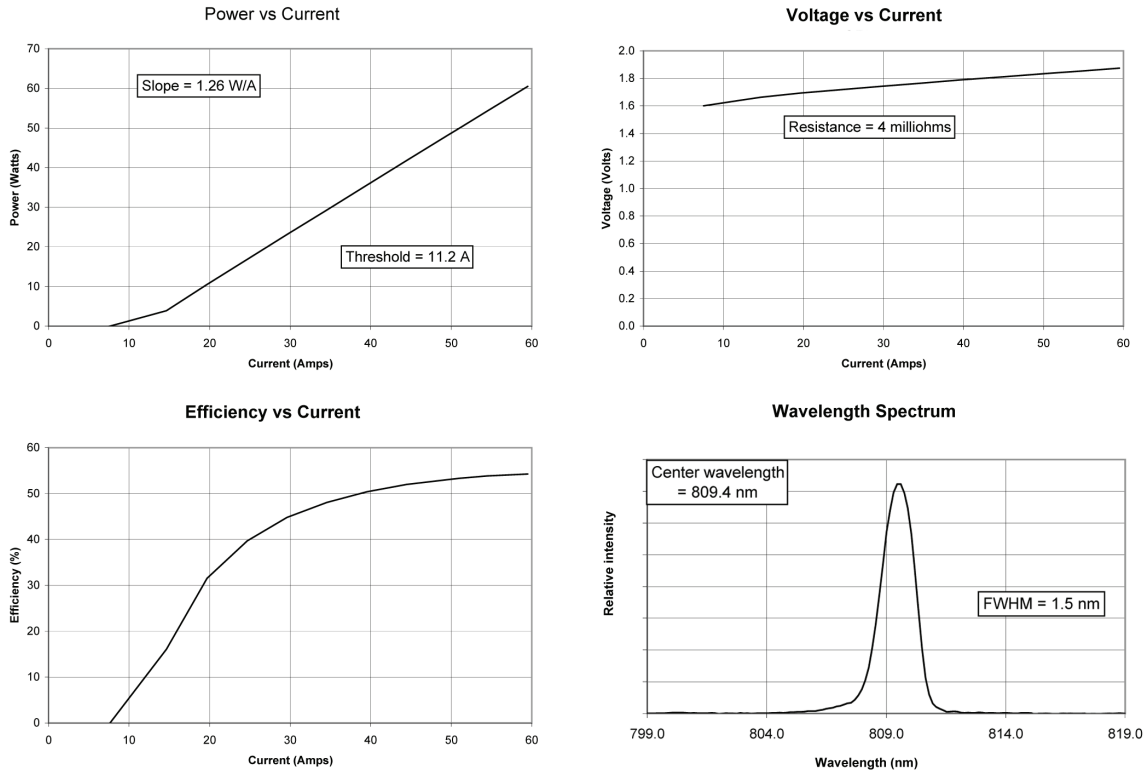 Power vs Current
70
60
50
40
30
20
10
0
Slope = 1.26 W/A
Threshold = 11.2 A
Power (Watts)
0 10 20 30 40 50 60
Current (Amps)
Voltage vs Current
2.0
1.8
1.6
1.4
1.2
1.0
0.8
0.6
0.4
0.2
0.0
Resistance = 4 milliohms
Voltage (Volts)
0 10 20 30 40 50 60
Current (Amps)
Efficiency vs Current
60
50
40
30
20
10
0
Efficiency (%)
0 10 20 30 40 50 60
Current (Amps)
Wavelength Spectrum
Center wavelength
= 809.4 nm
FWHM = 1.5 nm
Relative intensity
799.0 804.0 809.0 814.0 819.0
Wavelength (nm)